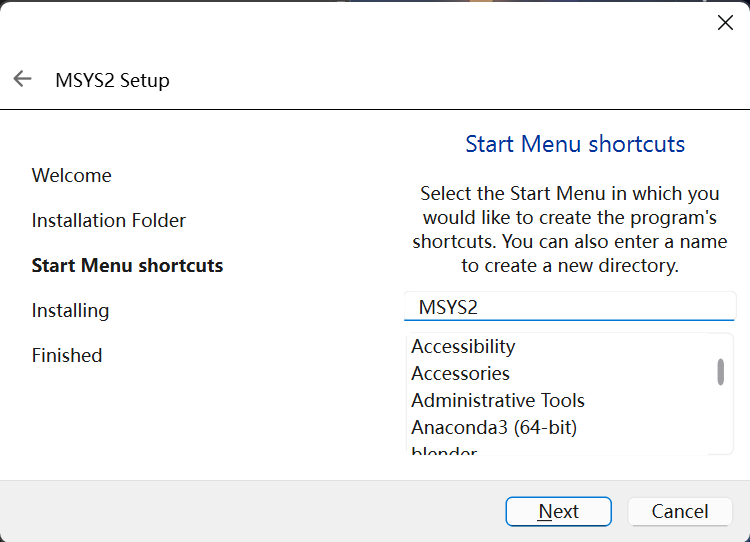 MSYS2 Setup
Welcome
Installation Folder
Start Menu shortcuts
Installing
Finished
Start Menu shortcuts
Select the Start Menu in which you
would like to create the program's
shortcuts. You can also enter a name
to create a new directory.
MSYS2
Accessibility
Accessories
Administrative Tools
Anaconda3 (64-bit)
blender
Next
Cancel